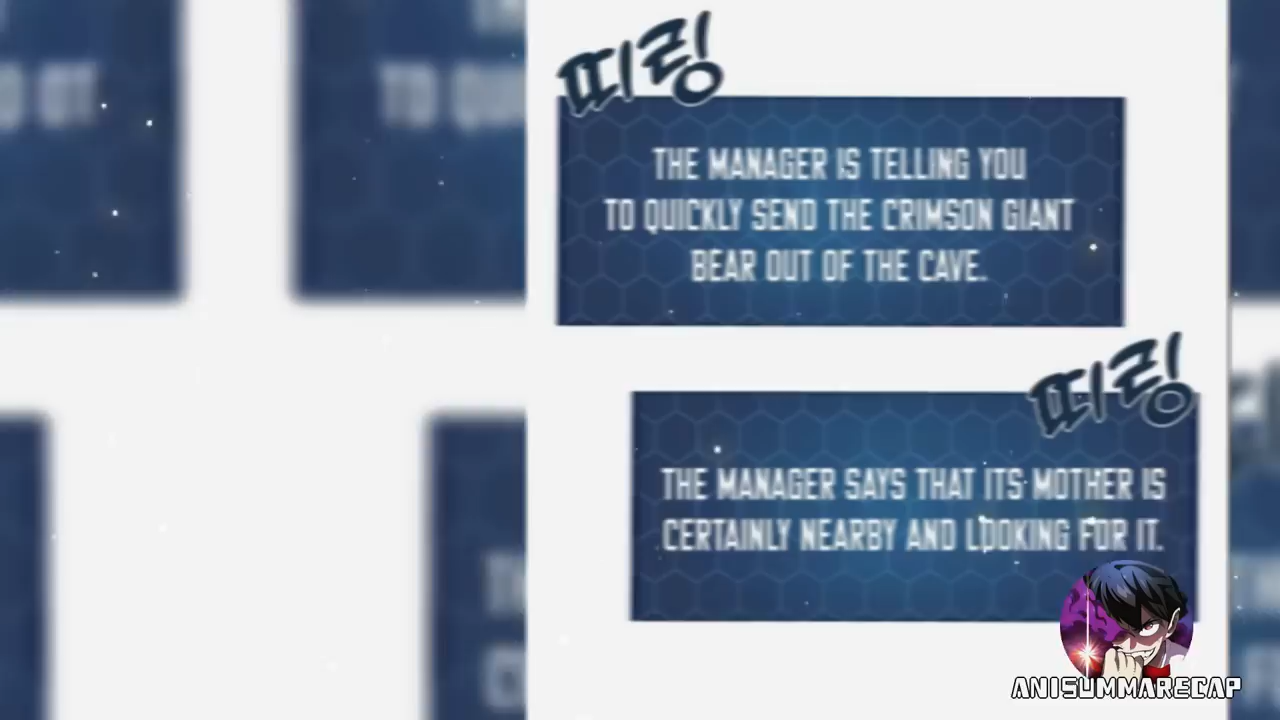 띠링
THE MANAGER IS TELLING YOU
TO QUICKLY SEND THE CRIMSON GIANT
BEAR OUT OF THE CAVE.
띠링
THE MANAGER SAYS THAT ITS MOTHER IS
CERTAINLY NEARBY AND LOOKING FOR IT.
ANISUMMARECAP